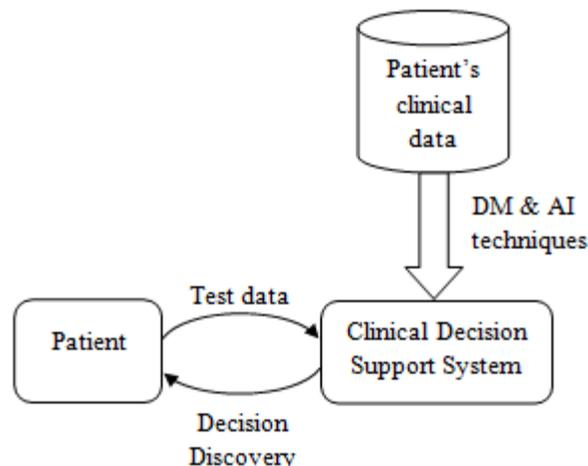 Patient's
clinical
data
DM & AI
techniques
Test data
Patient
Clinical Decision
Support System
Decision
Discovery